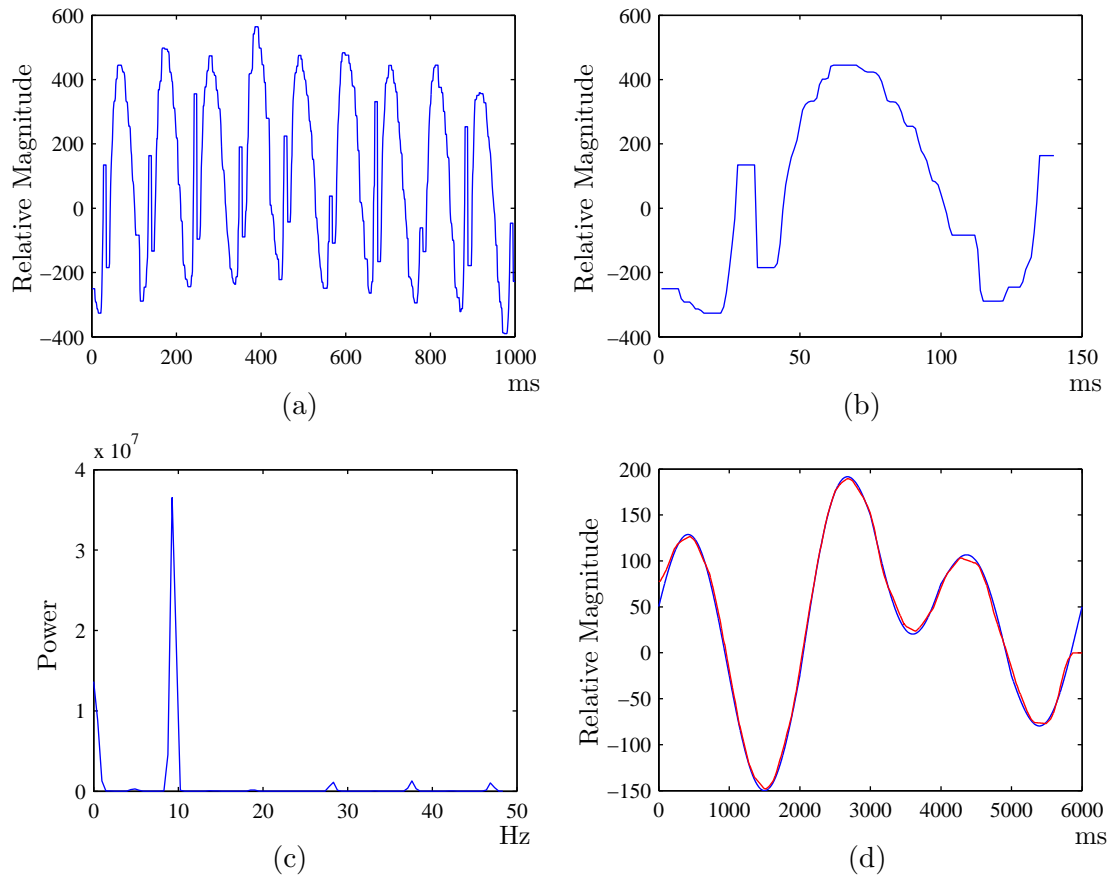 600
400
200
0
−200
−400
Relative Magnitude
0 200 400 600 800 1000
ms
(a)
600
400
200
0
−200
−400
Relative Magnitude
0 50 100 150
ms
(b)
x 10^7
4
3
2
1
0
Power
0 10 20 30 40 50
Hz
(c)
200
150
100
50
0
−50
−100
−150
Relative Magnitude
0 1000 2000 3000 4000 5000 6000
ms
(d)